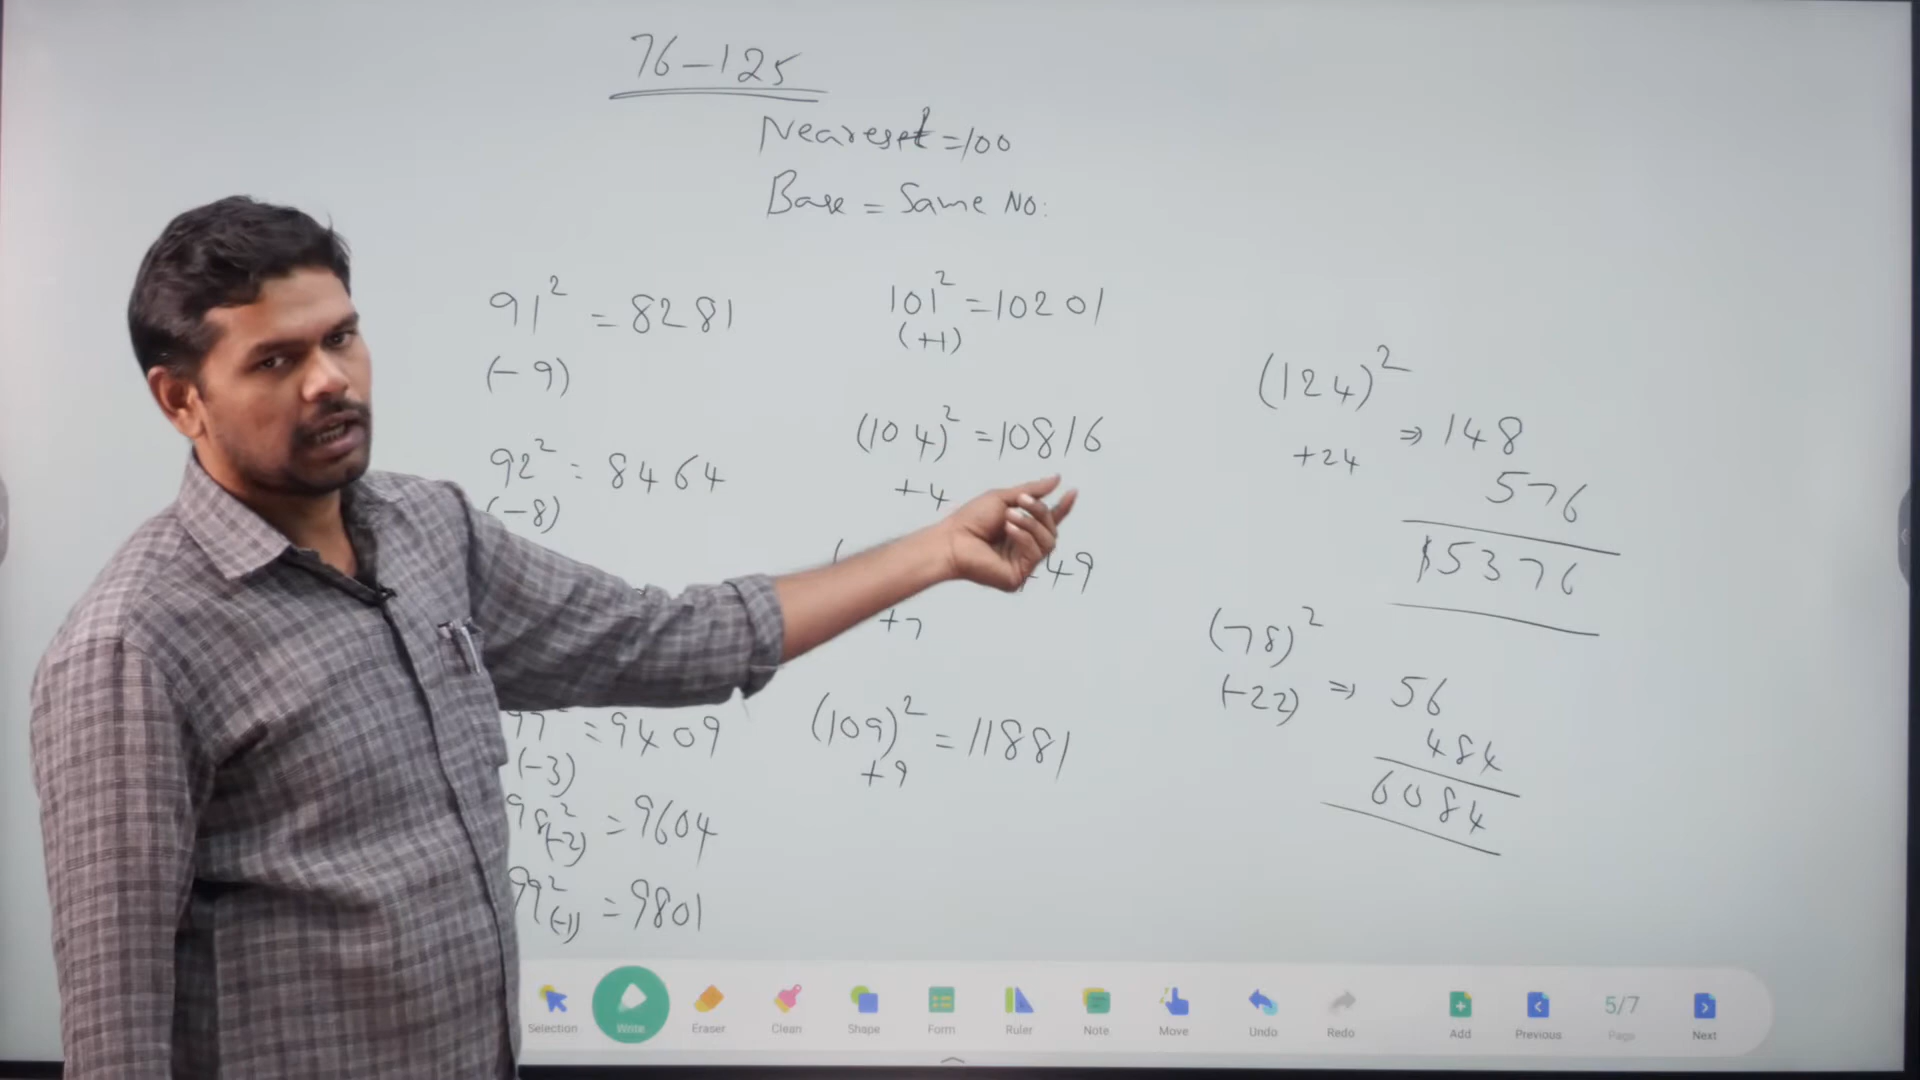 76-125
Nearest=100
Base = Same No:
91² = 8281
(-9)
92² = 8464
(-8)
= 9409
(-3)
98² = 9604
(-2)
99² = 9801
(-1)
101² = 10201
(+1)
(104)² = 10816
+4
49
+7
(109)² = 11881
+9
(124)²
+24 ⇒ 148
576
15376
(78)²
(-22) ⇒ 56
484
6084
Selection
Write
Eraser
Clean
Shape
Form
Ruler
Note
Move
Undo
Redo
Add
Previous
5/7
Page
Next